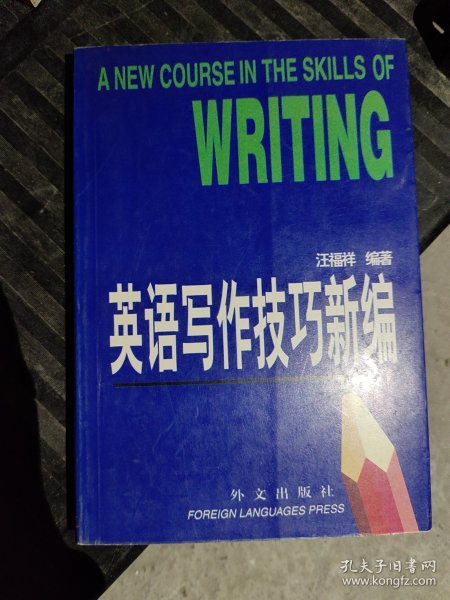 A NEW COURSE IN THE SKILLS OF
WRITING
汪福祥 编著
英语写作技巧新编
外文出版社
FOREIGN LANGUAGES PRESS
孔夫子旧书网
www.kongfz.com